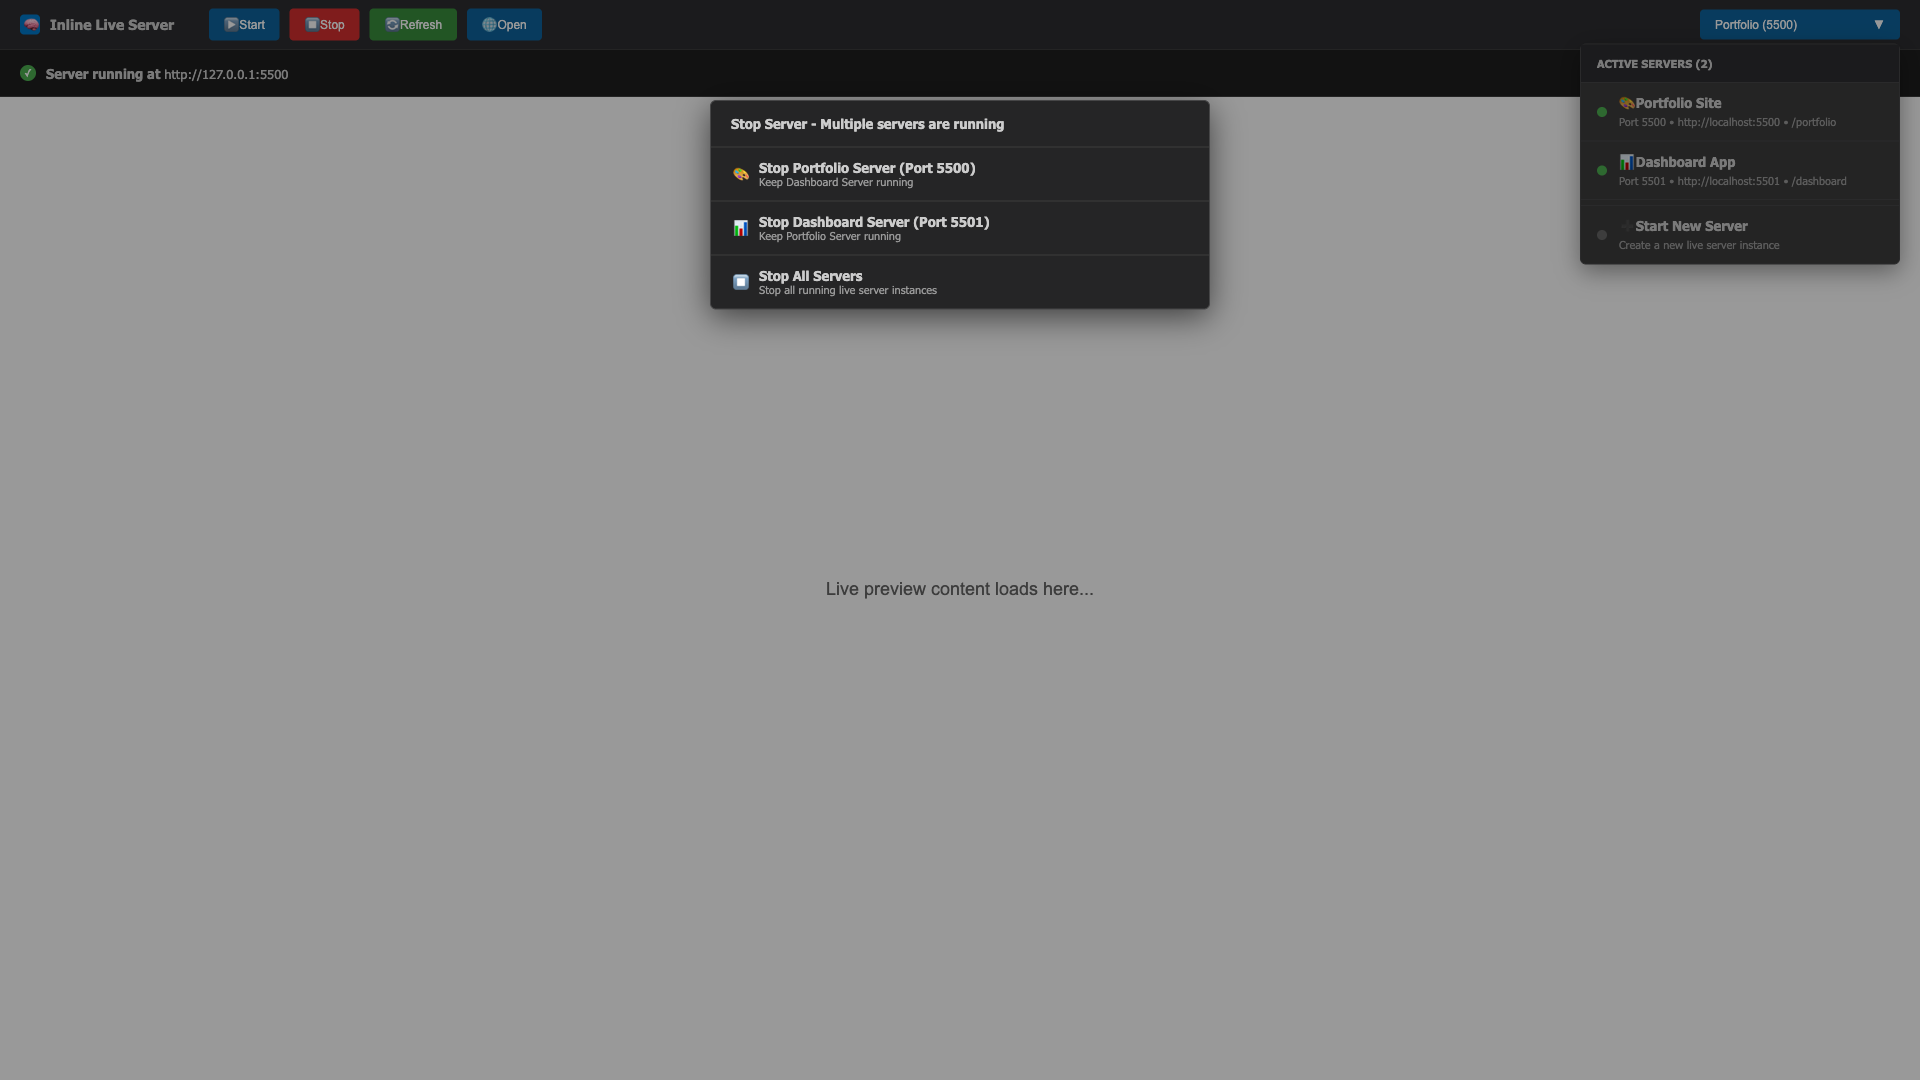 Inline Live Server
Start
Stop
Refresh
Open
Portfolio (5500)
Server running at http://127.0.0.1:5500
ACTIVE SERVERS (2)
Portfolio Site
Port 5500 • http://localhost:5500 • /portfolio
Dashboard App
Port 5501 • http://localhost:5501 • /dashboard
Start New Server
Create a new live server instance
Stop Server - Multiple servers are running
Stop Portfolio Server (Port 5500)
Keep Dashboard Server running
Stop Dashboard Server (Port 5501)
Keep Portfolio Server running
Stop All Servers
Stop all running live server instances
Live preview content loads here...